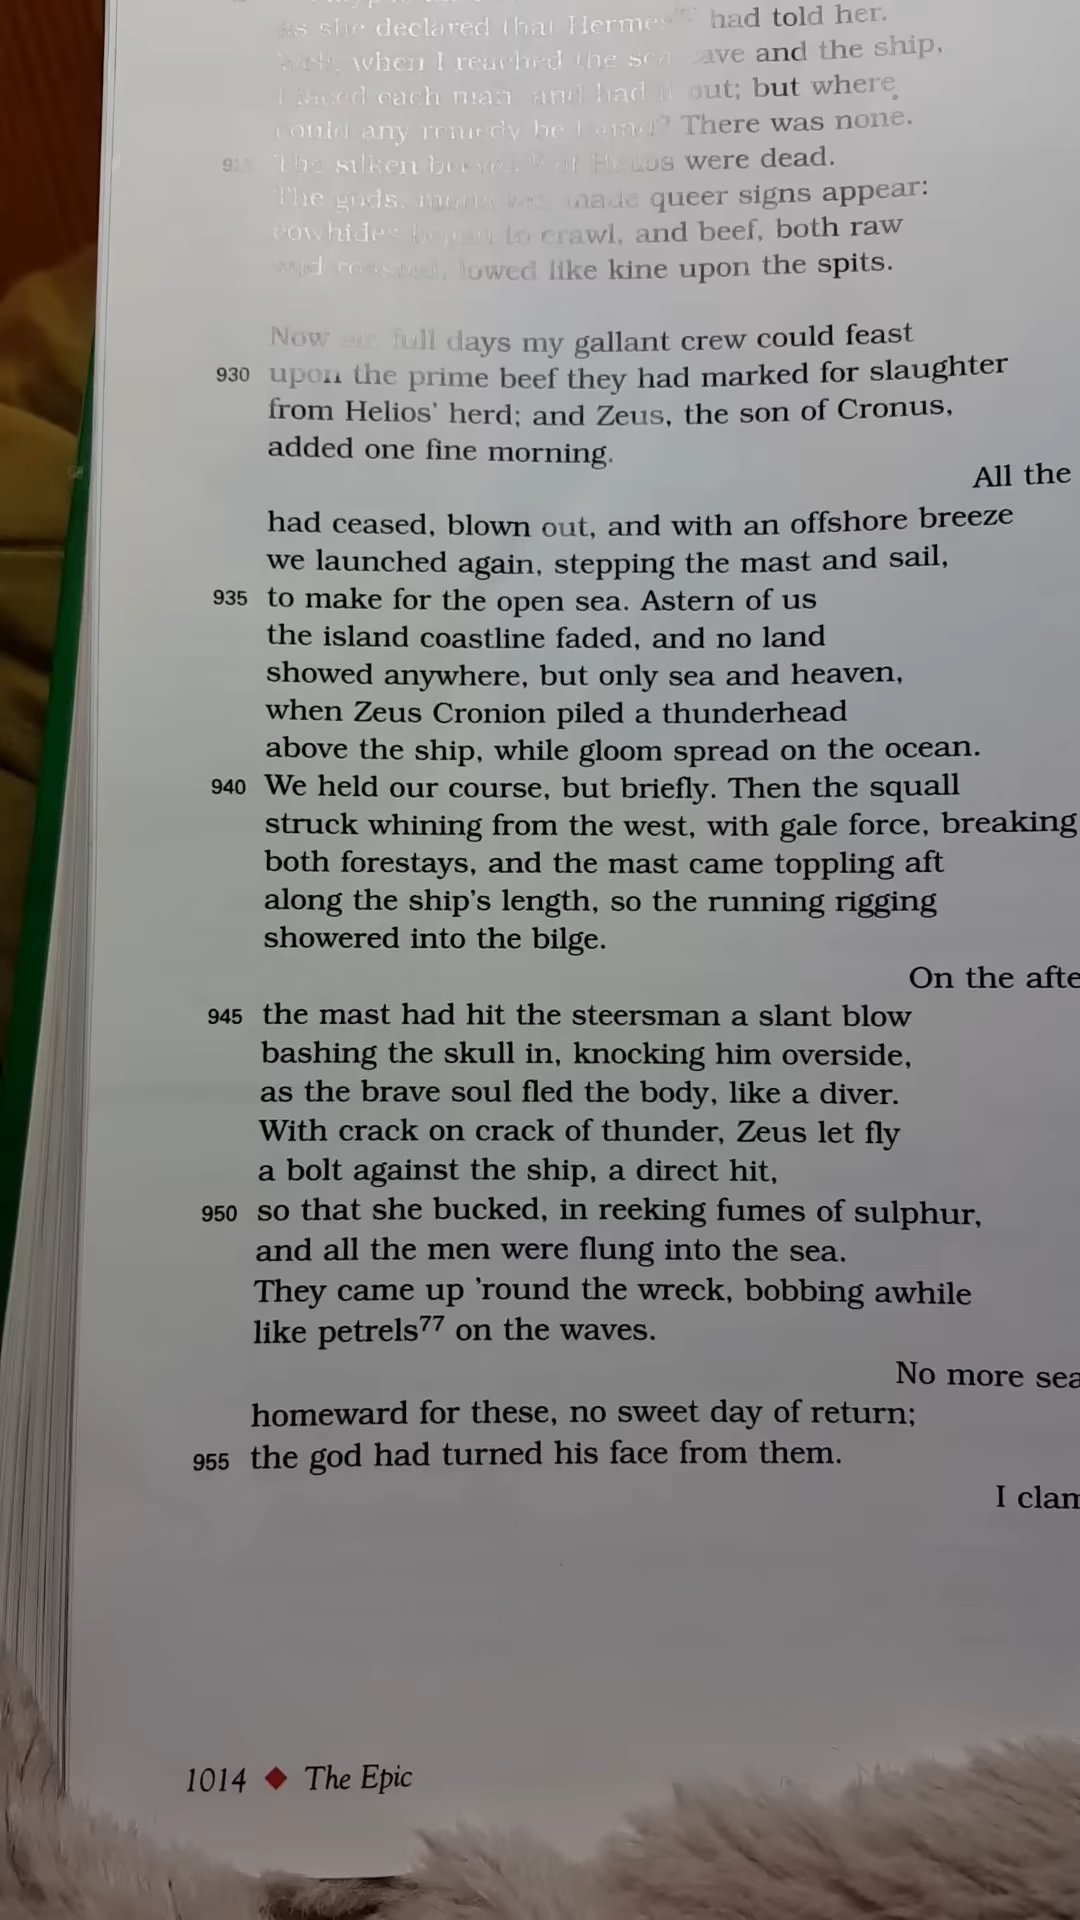 as she declared that Hermes had told her.
when I reached the sea cave and the ship,
I faced each man and had it out; but where
could any remedy be found? There was none.
The silken beeves of Helios were dead.
The gods, moreover, made queer signs appear:
cowhides began to crawl, and beef, both raw
and roasted, lowed like kine upon the spits.
Now six full days my gallant crew could feast
930 upon the prime beef they had marked for slaughter
from Helios' herd; and Zeus, the son of Cronus,
added one fine morning.
All the
had ceased, blown out, and with an offshore breeze
we launched again, stepping the mast and sail,
935 to make for the open sea. Astern of us
the island coastline faded, and no land
showed anywhere, but only sea and heaven,
when Zeus Cronion piled a thunderhead
above the ship, while gloom spread on the ocean.
940 We held our course, but briefly. Then the squall
struck whining from the west, with gale force, breaking
both forestays, and the mast came toppling aft
along the ship's length, so the running rigging
showered into the bilge.
On the afte
945 the mast had hit the steersman a slant blow
bashing the skull in, knocking him overside,
as the brave soul fled the body, like a diver.
With crack on crack of thunder, Zeus let fly
a bolt against the ship, a direct hit,
950 so that she bucked, in reeking fumes of sulphur,
and all the men were flung into the sea.
They came up 'round the wreck, bobbing awhile
like petrels77 on the waves.
No more sea
homeward for these, no sweet day of return;
955 the god had turned his face from them.
I clam
1014 ◆ The Epic